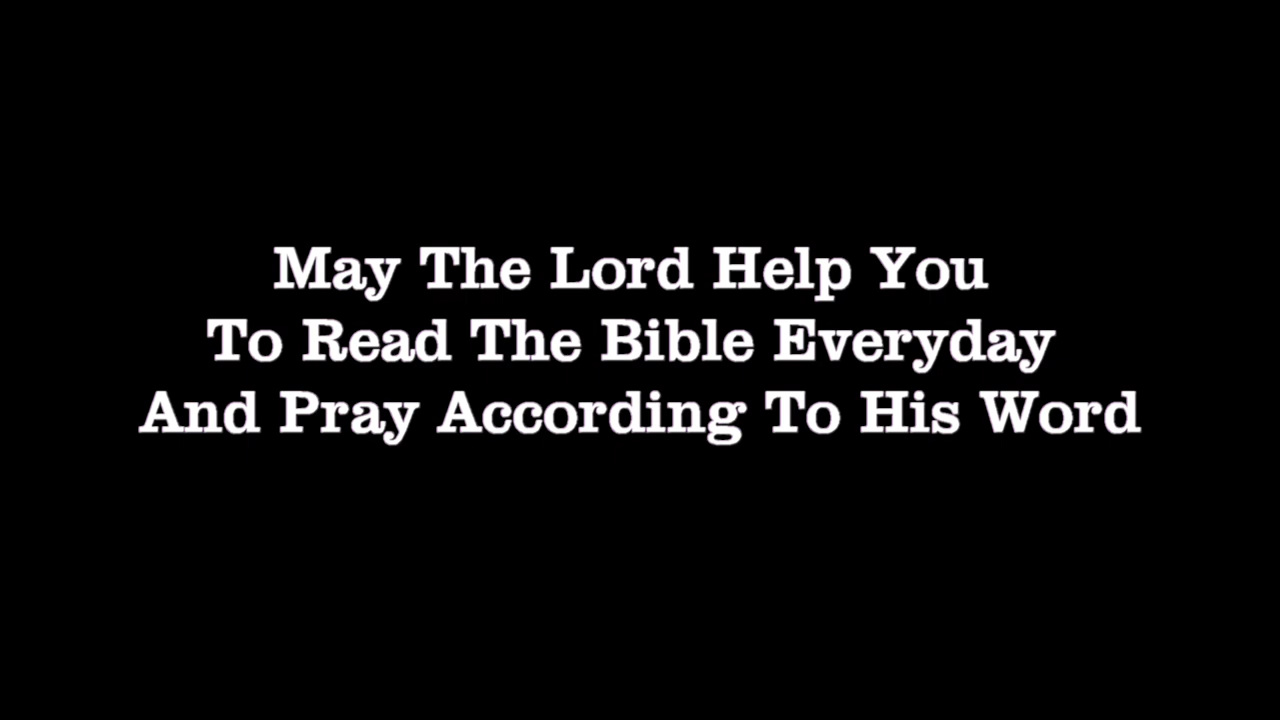 May The Lord Help You
To Read The Bible Everyday
And Pray According To His Word